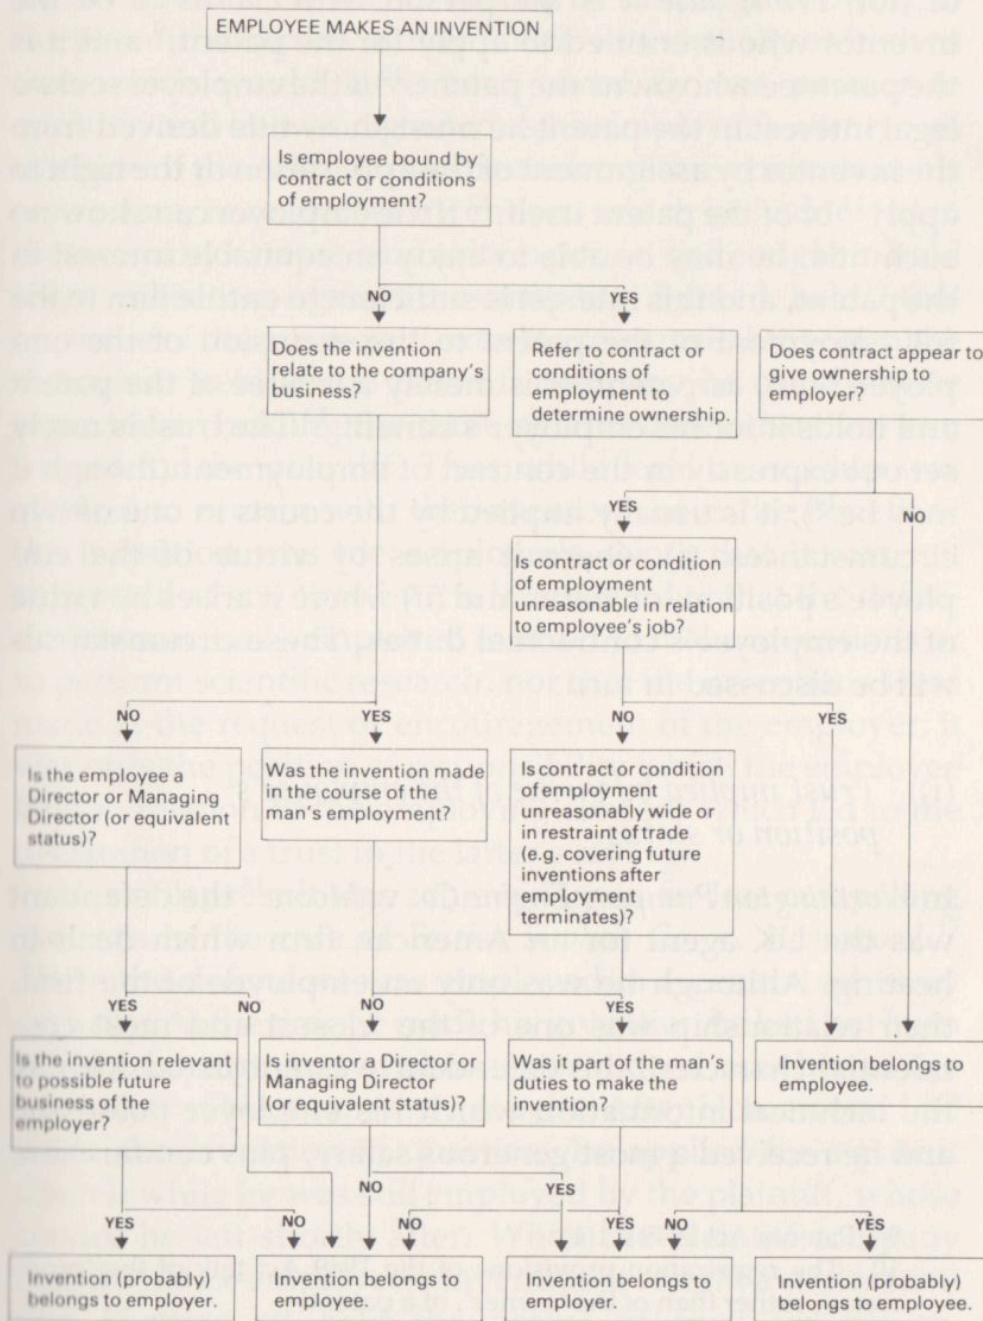 EMPLOYEE MAKES AN INVENTION
Is employee bound by
contract or conditions
of employment?
NO
YES
Does the invention
relate to the company's
business?
Refer to contract or
conditions of
employment to
determine ownership.
Does contract appear to
give ownership to
employer?
YES
NO
Is contract or condition
of employment
unreasonable in relation
to employee's job?
NO
YES
NO
YES
Is the employee a
Director or Managing
Director (or equivalent
status)?
Was the invention made
in the course of the
man's employment?
Is contract or condition
of employment
unreasonably wide or
in restraint of trade
(e.g. covering future
inventions after
employment
terminates)?
YES
NO
NO
YES
Is the invention relevant
to possible future
business of the
employer?
Is inventor a Director or
Managing Director
(or equivalent status)?
Was it part of the man's
duties to make the
invention?
Invention belongs to
employee.
NO
YES
YES
NO
NO
YES
NO
YES
Invention (probably)
belongs to employer.
Invention belongs to
employee.
Invention belongs to
employer.
Invention (probably)
belongs to employee.